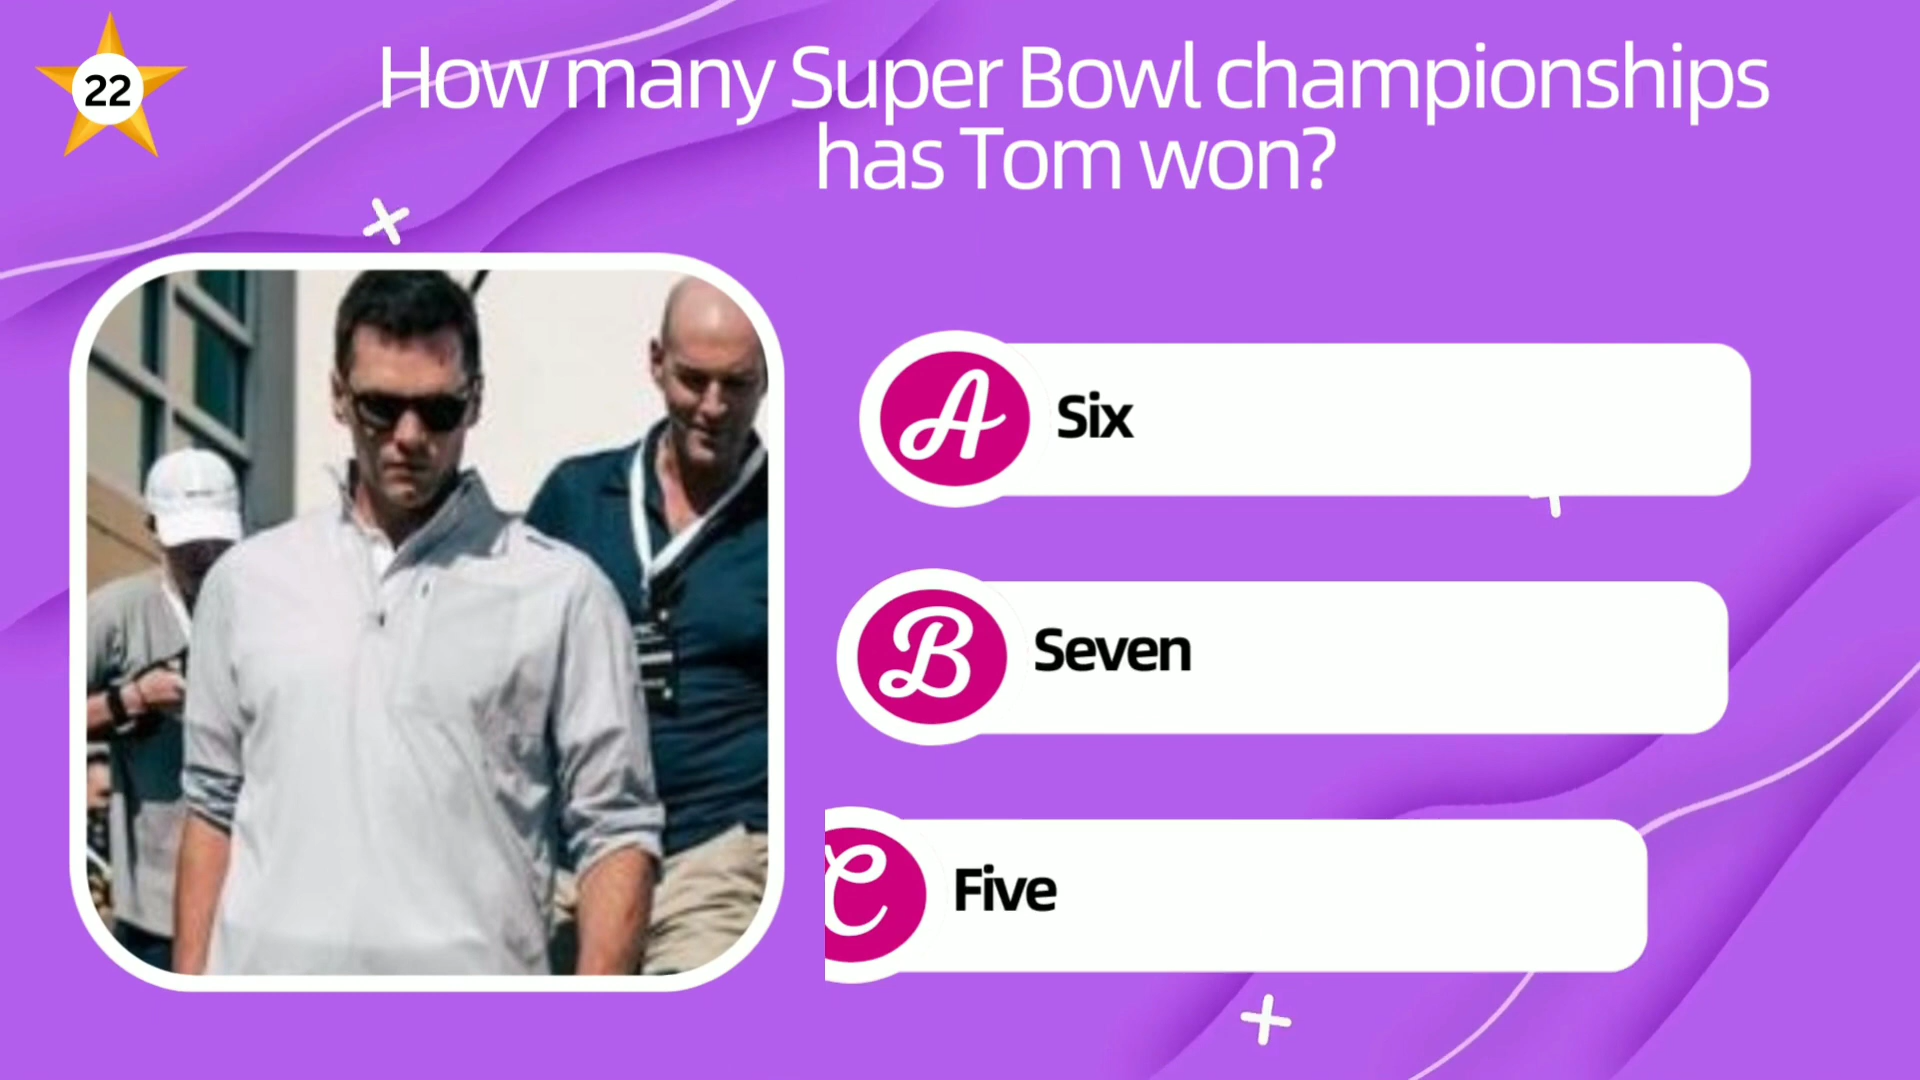 22
How many Super Bowl championships
has Tom won?
A Six
B Seven
C Five